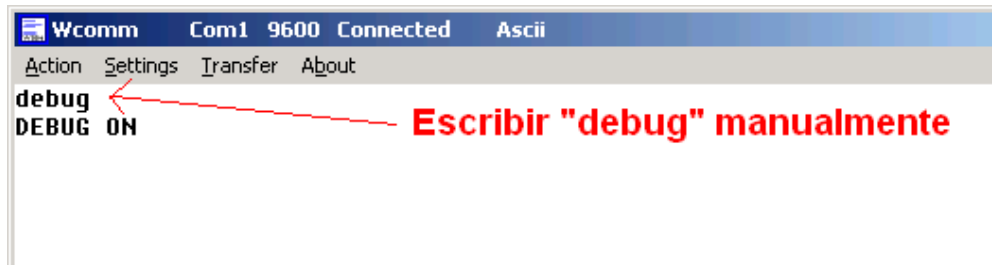 Wcomm Com1 9600 Connected Ascii
Action Settings Transfer About
debug
DEBUG ON
Escribir "debug" manualmente